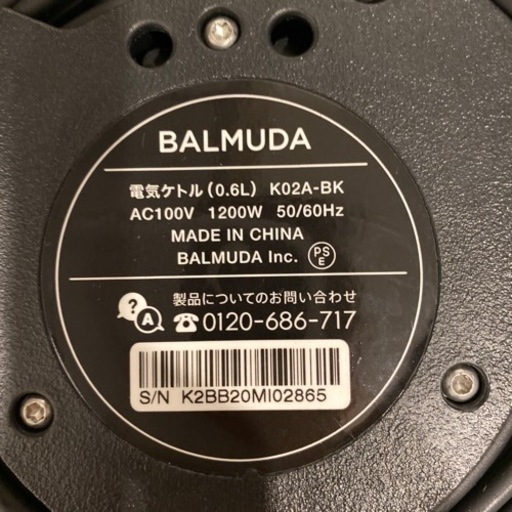 BALMUDA
電気ケトル(0.6L) K02A-BK
AC100V 1200W 50/60Hz
MADE IN CHINA
BALMUDA Inc. PSE
製品についてのお問い合わせ
?A ☎0120-686-717
S/N K2BB20MI02865